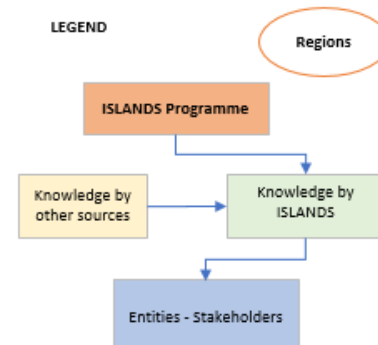 LEGEND
Regions
ISLANDS Programme
Knowledge by
other sources
Knowledge by
ISLANDS
Entities - Stakeholders